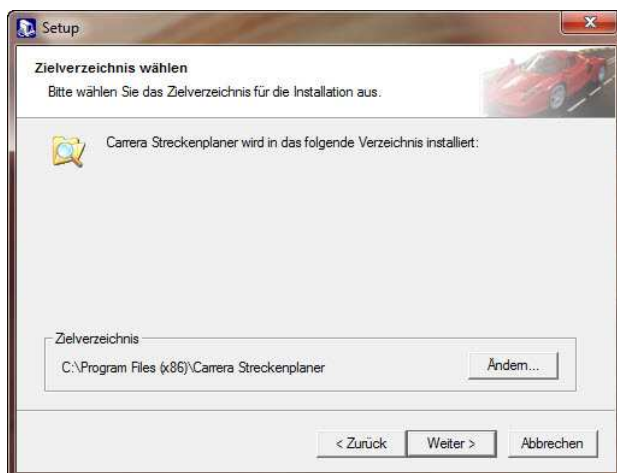 Setup
Zielverzeichnis wählen
Bitte wählen Sie das Zielverzeichnis für die Installation aus.
Carrera Streckenplaner wird in das folgende Verzeichnis installiert:
Zielverzeichnis
C:\Program Files (x86)\Carrera Streckenplaner
Ändern...
< Zurück
Weiter >
Abbrechen